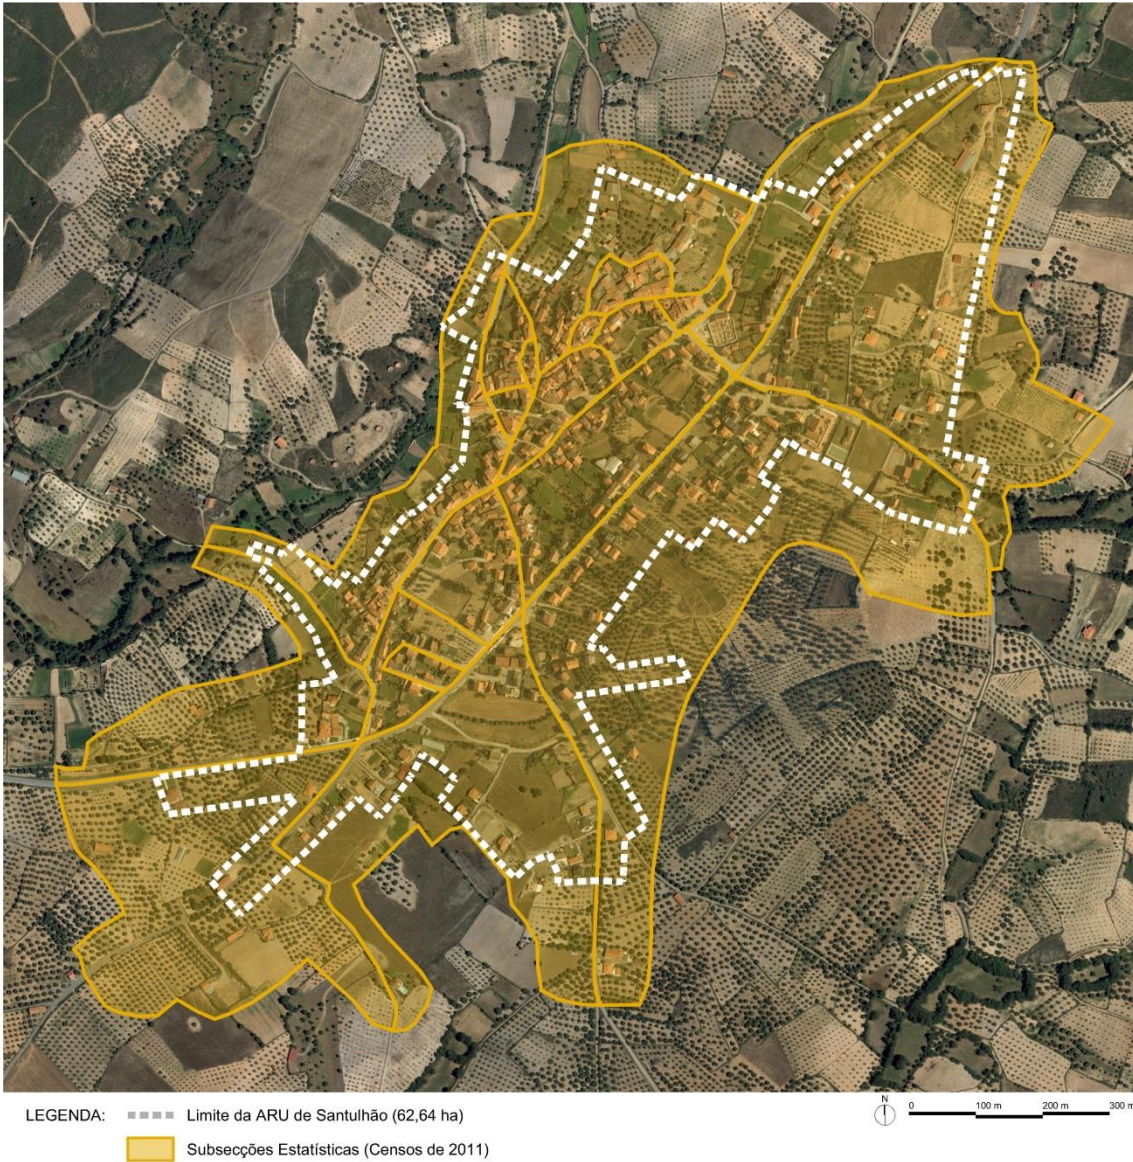 LEGENDA:
Limite da ARU de Santulhão (62,64 ha)
Subsecções Estatísticas (Censos de 2011)
N
0 100 m 200 m 300 m